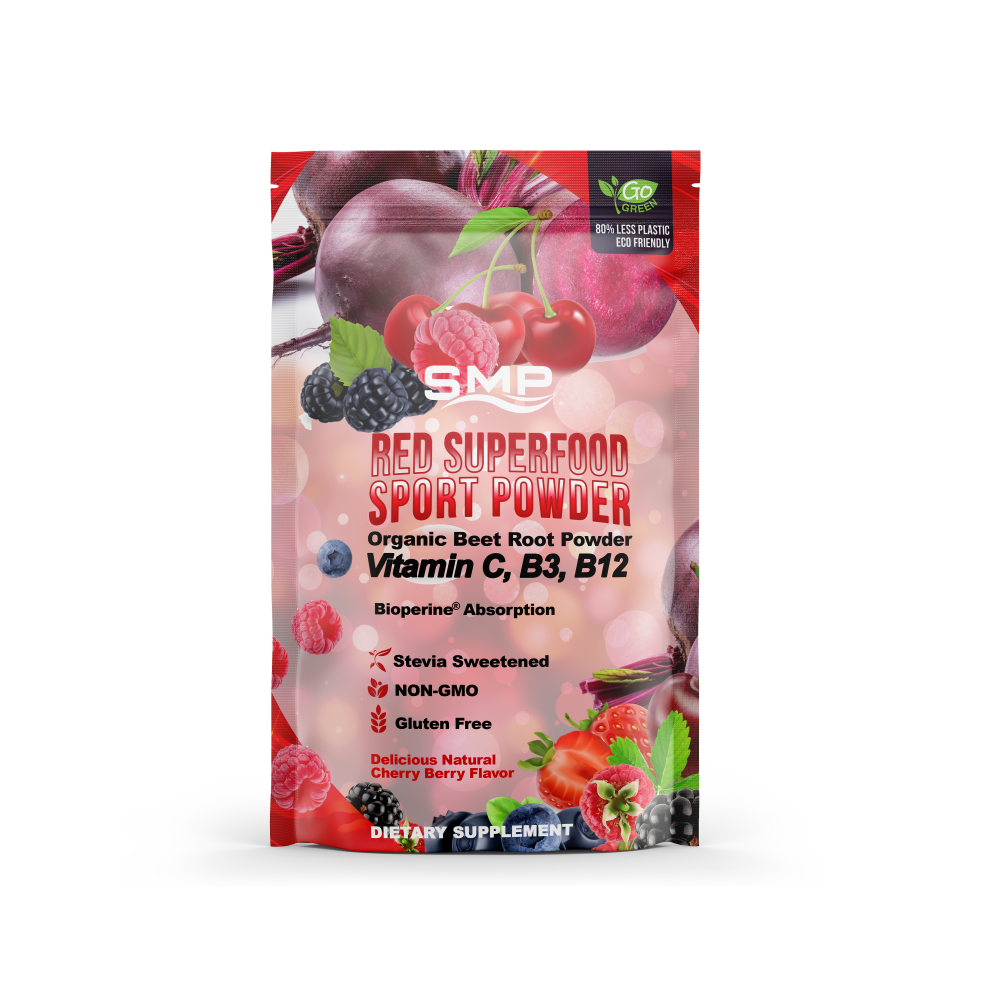 Go
GREEN
80% LESS PLASTIC
ECO FRIENDLY
SMP
RED SUPERFOOD
SPORT POWDER
Organic Beet Root Powder
Vitamin C, B3, B12
Bioperine® Absorption
Stevia Sweetened
NON-GMO
Gluten Free
Delicious Natural
Cherry Berry Flavor
DIETARY SUPPLEMENT